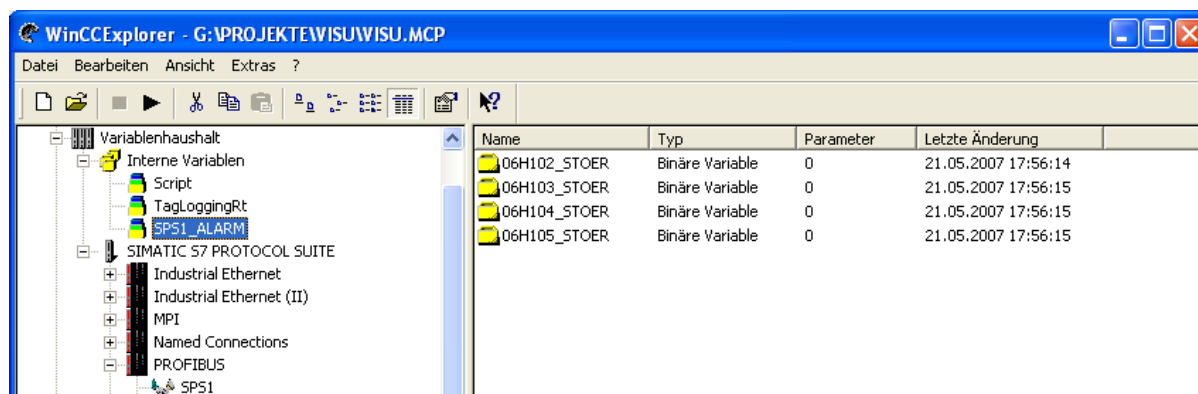 WinCCExplorer - G:\PROJEKTE\VISU\VISU.MCP
Datei Bearbeiten Ansicht Extras ?
Variablenhaushalt
Interne Variablen
Script
TagLoggingRt
SPS1_ALARM
SIMATIC S7 PROTOCOL SUITE
Industrial Ethernet
Industrial Ethernet (II)
MPI
Named Connections
PROFIBUS
SPS1
Name Typ Parameter Letzte Änderung
06H102_STOER Binäre Variable 0 21.05.2007 17:56:14
06H103_STOER Binäre Variable 0 21.05.2007 17:56:15
06H104_STOER Binäre Variable 0 21.05.2007 17:56:15
06H105_STOER Binäre Variable 0 21.05.2007 17:56:15